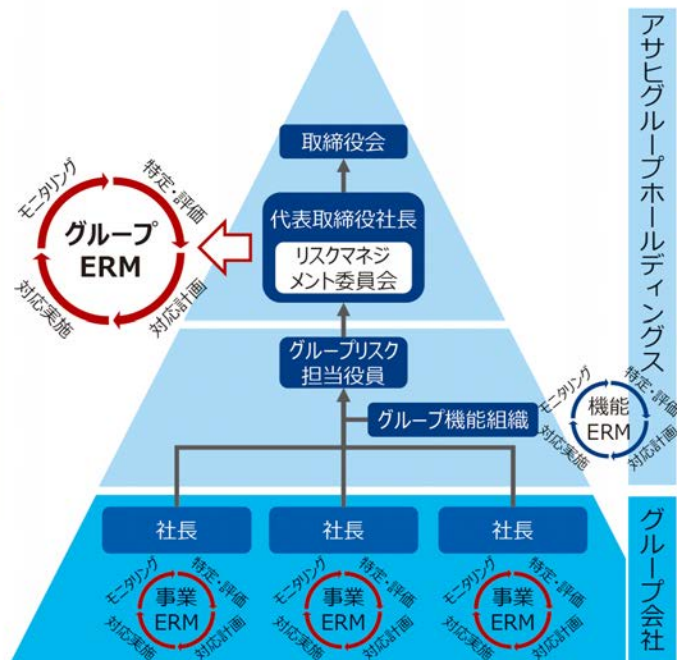 アサヒグループホールディングス
取締役会
代表取締役社長
リスクマネジ
メント委員会
モニタリング
特定・評価
グループ
ERM
対応実施
対応計画
グループリスク
担当役員
グループ機能組織
モニタリング
特定・評価
機能
ERM
対応実施
対応計画
グループ会社
社長
社長
社長
モニタリング
特定・評価
事業
ERM
対応実施
対応計画
モニタリング
特定・評価
事業
ERM
対応実施
対応計画
モニタリング
特定・評価
事業
ERM
対応実施
対応計画